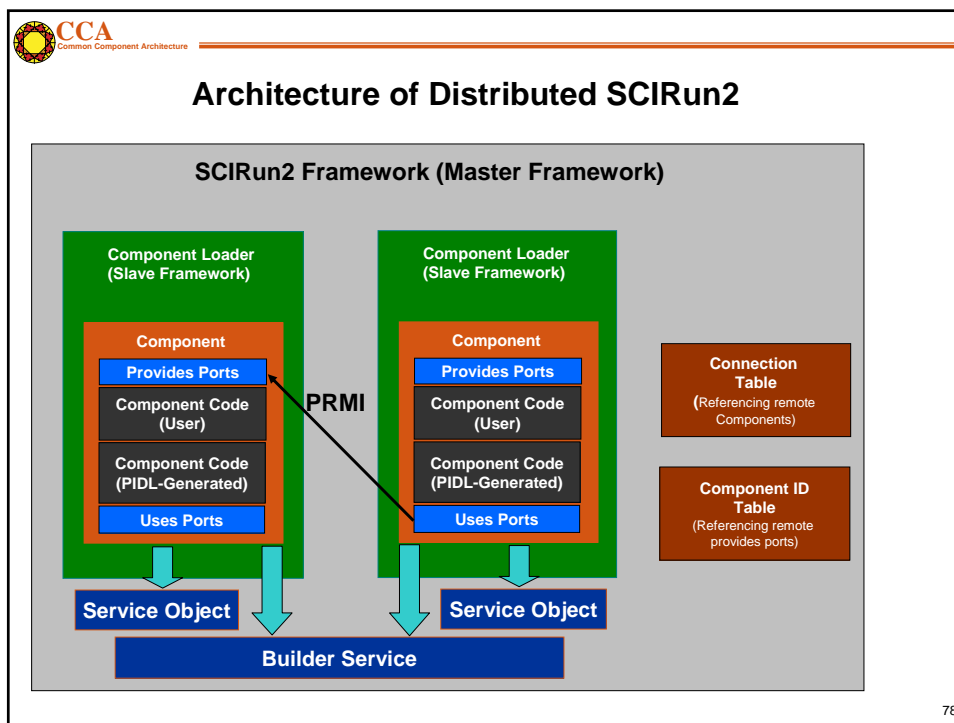 CCA
Common Component Architecture
Architecture of Distributed SCIRun2
SCIRun2 Framework (Master Framework)
Component Loader
(Slave Framework)
Component
Provides Ports
Component Code
(User)
Component Code
(PIDL-Generated)
Uses Ports
PRMI
Component Loader
(Slave Framework)
Component
Provides Ports
Component Code
(User)
Component Code
(PIDL-Generated)
Uses Ports
Connection
Table
(Referencing remote
Components)
Component ID
Table
(Referencing remote
provides ports)
Service Object
Service Object
Builder Service
78